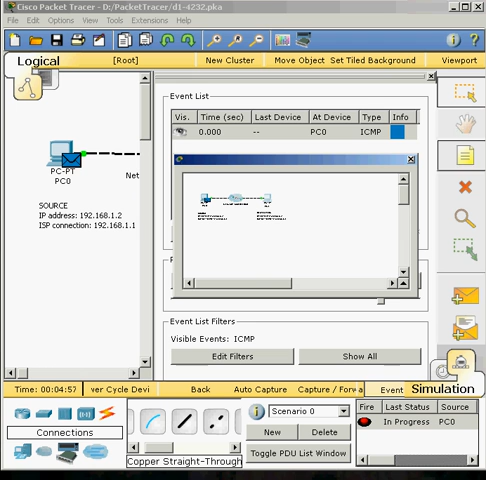 Cisco Packet Tracer - D:/PacketTracer/d1-4232.pka
File Edit Options View Tools Extensions Help
Logical [Root] New Cluster Move Object Set Tiled Background Viewport
Event List
Vis. Time (sec) Last Device At Device Type Info
0.000 -- PC0 ICMP
PC-PT
PC0
Net
SOURCE
IP address: 192.168.1.2
ISP connection: 192.168.1.1
Event List Filters
Visible Events: ICMP
Edit Filters Show All
Time: 00:04:57 ver Cycle Devi Back Auto Capture Capture / Forwa Event Simulation
Scenario 0
Fire Last Status Source
In Progress PC0
Connections
New Delete
Toggle PDU List Window
Copper Straight-Through